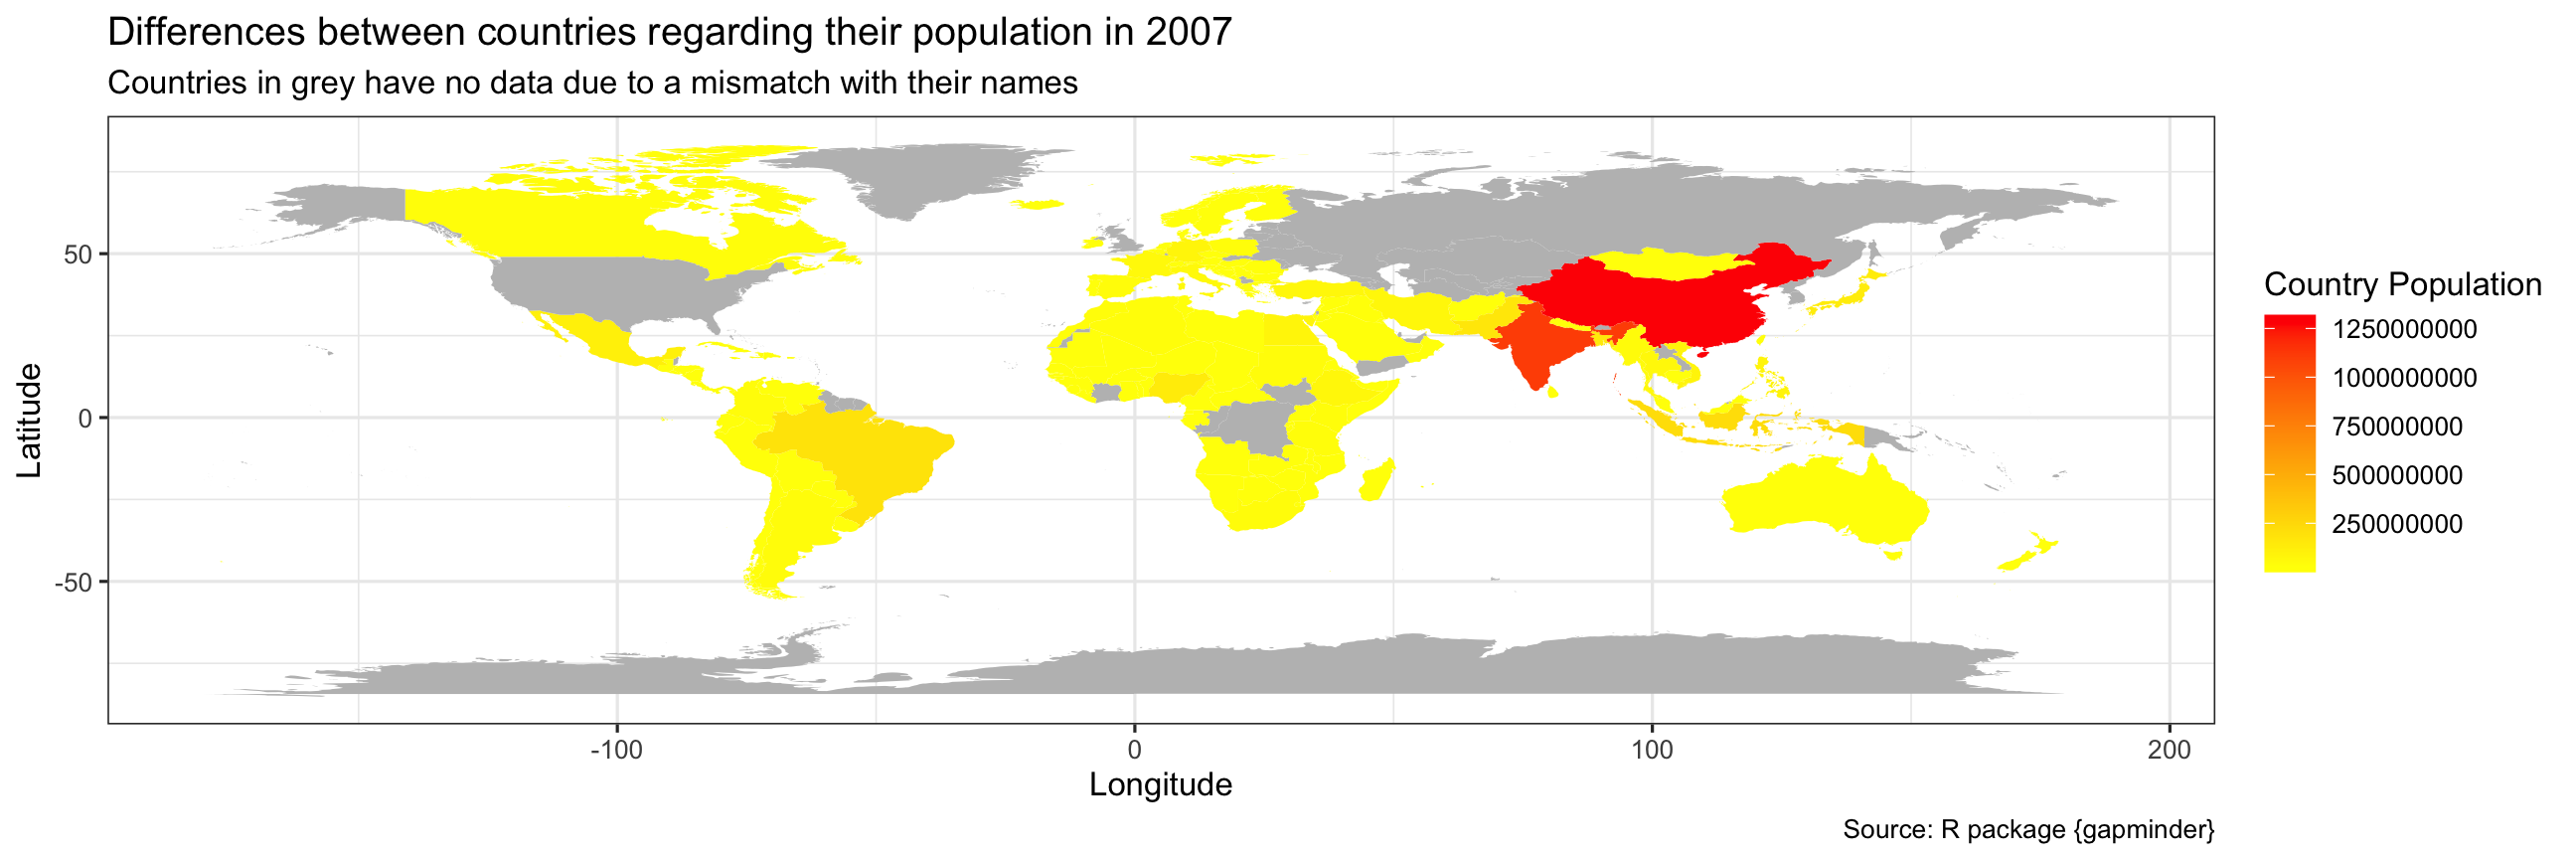 Differences between countries regarding their population in 2007
Countries in grey have no data due to a mismatch with their names
Latitude
50
0
-50
-100
0
100
200
Longitude
Country Population
1250000000
1000000000
750000000
500000000
250000000
Source: R package {gapminder}